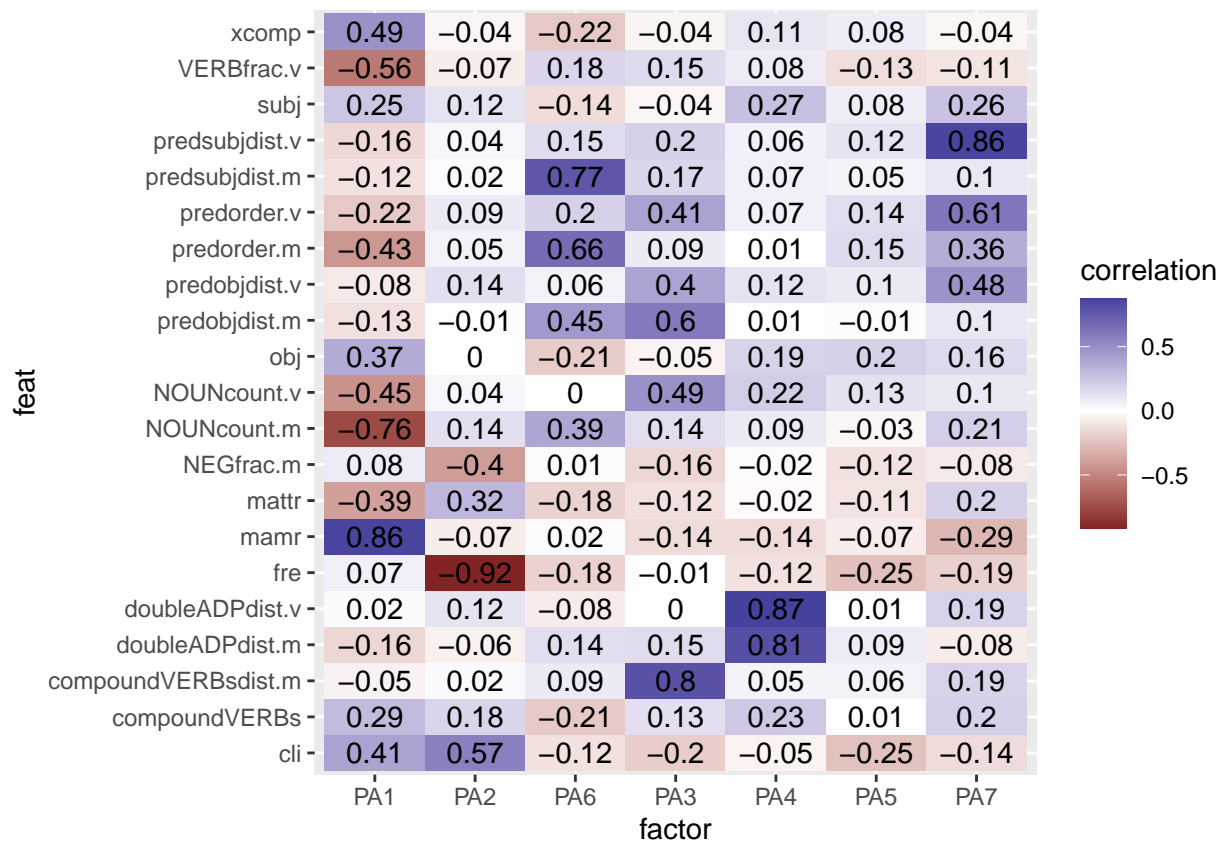 xcomp 0.49 −0.04 −0.22 −0.04 0.11 0.08 −0.04
VERBfrac.v −0.56 −0.07 0.18 0.15 0.08 −0.13 −0.11
subj 0.25 0.12 −0.14 −0.04 0.27 0.08 0.26
predsubjdist.v −0.16 0.04 0.15 0.2 0.06 0.12 0.86
predsubjdist.m −0.12 0.02 0.77 0.17 0.07 0.05 0.1
predorder.v −0.22 0.09 0.2 0.41 0.07 0.14 0.61
predorder.m −0.43 0.05 0.66 0.09 0.01 0.15 0.36
predobjdist.v −0.08 0.14 0.06 0.4 0.12 0.1 0.48
predobjdist.m −0.13 −0.01 0.45 0.6 0.01 −0.01 0.1
obj 0.37 0 −0.21 −0.05 0.19 0.2 0.16
NOUNcount.v −0.45 0.04 0 0.49 0.22 0.13 0.1
NOUNcount.m −0.76 0.14 0.39 0.14 0.09 −0.03 0.21
NEGfrac.m 0.08 −0.4 0.01 −0.16 −0.02 −0.12 −0.08
mattr −0.39 0.32 −0.18 −0.12 −0.02 −0.11 0.2
mamr 0.86 −0.07 0.02 −0.14 −0.14 −0.07 −0.29
fre 0.07 −0.92 −0.18 −0.01 −0.12 −0.25 −0.19
doubleADPdist.v 0.02 0.12 −0.08 0 0.87 0.01 0.19
doubleADPdist.m −0.16 −0.06 0.14 0.15 0.81 0.09 −0.08
compoundVERBsdist.m −0.05 0.02 0.09 0.8 0.05 0.06 0.19
compoundVERBs 0.29 0.18 −0.21 0.13 0.23 0.01 0.2
cli 0.41 0.57 −0.12 −0.2 −0.05 −0.25 −0.14
PA1 PA2 PA6 PA3 PA4 PA5 PA7
factor
feat
correlation
0.5
0.0
−0.5